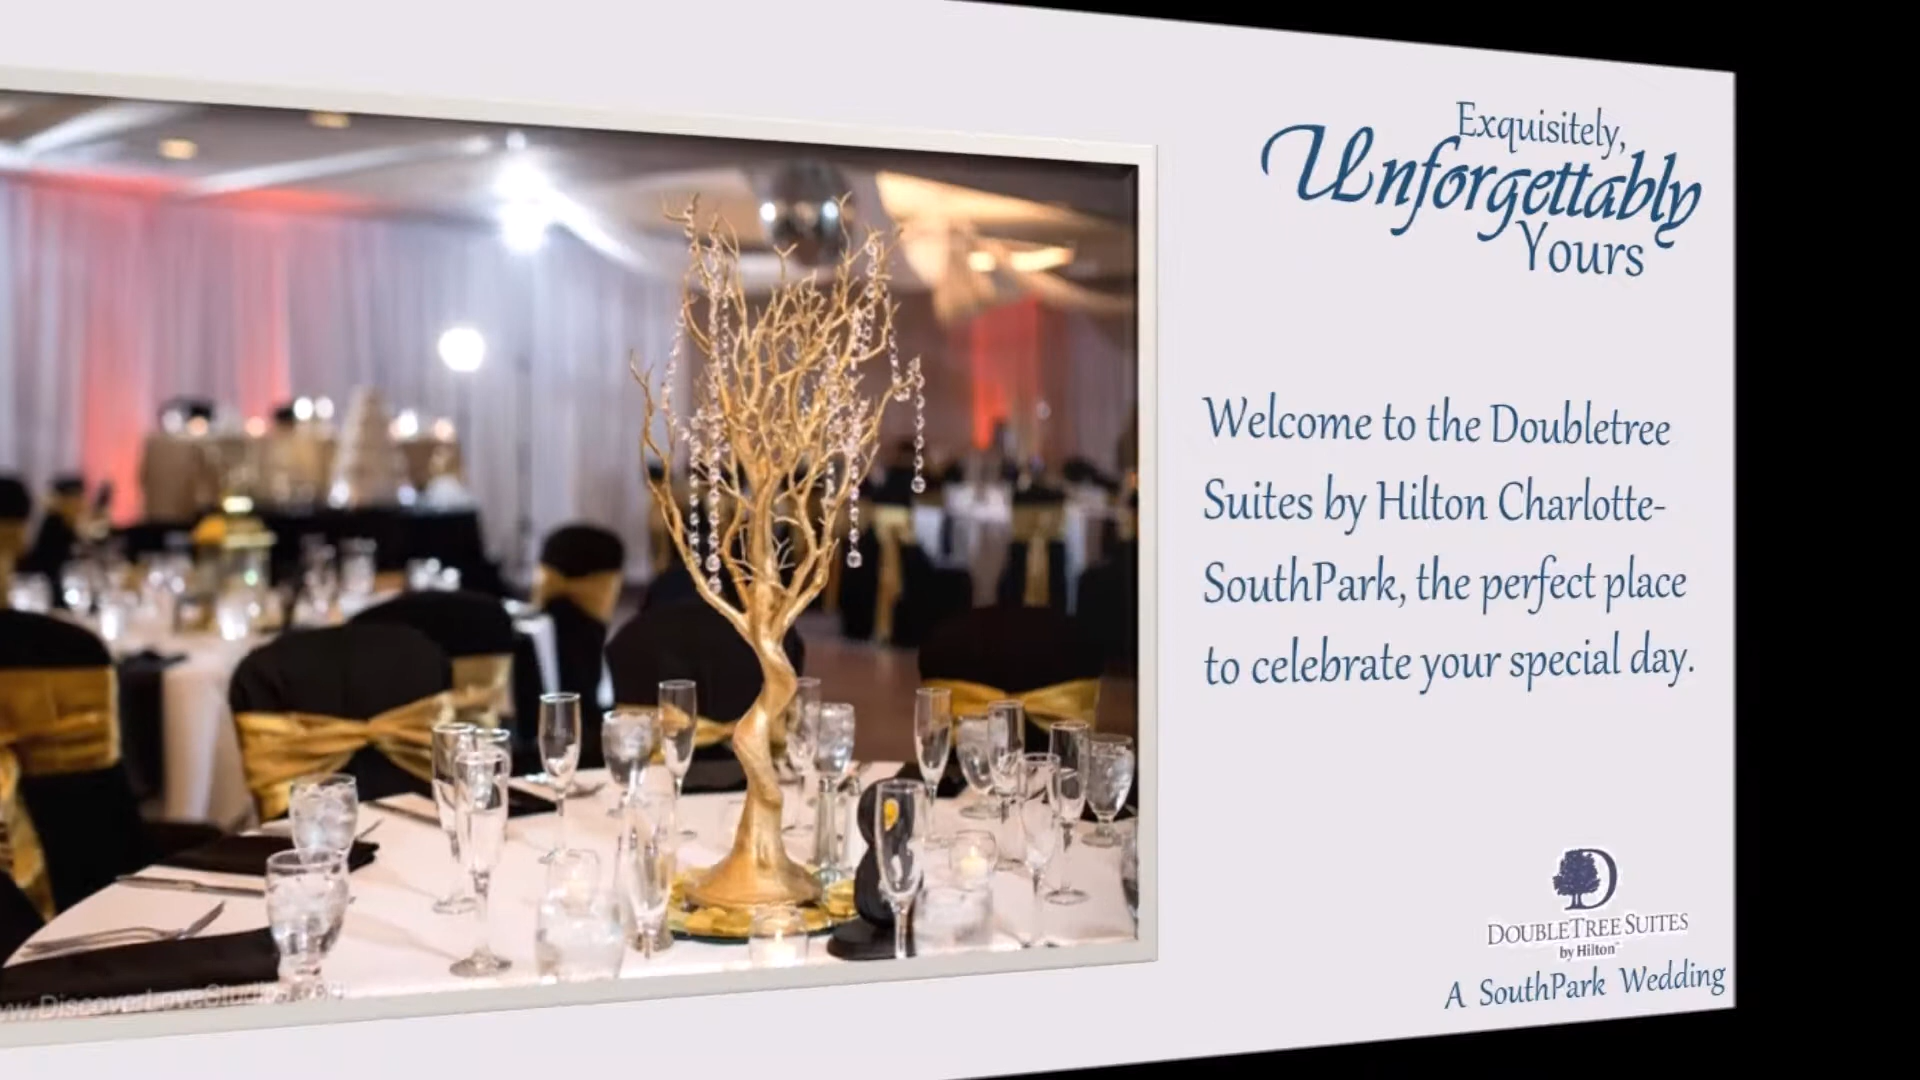 Exquisitely,
Unforgettably
Yours
Welcome to the Doubletree
Suites by Hilton Charlotte-
SouthPark, the perfect place
to celebrate your special day.
D
DOUBLETREE SUITES
by Hilton™
A SouthPark Wedding